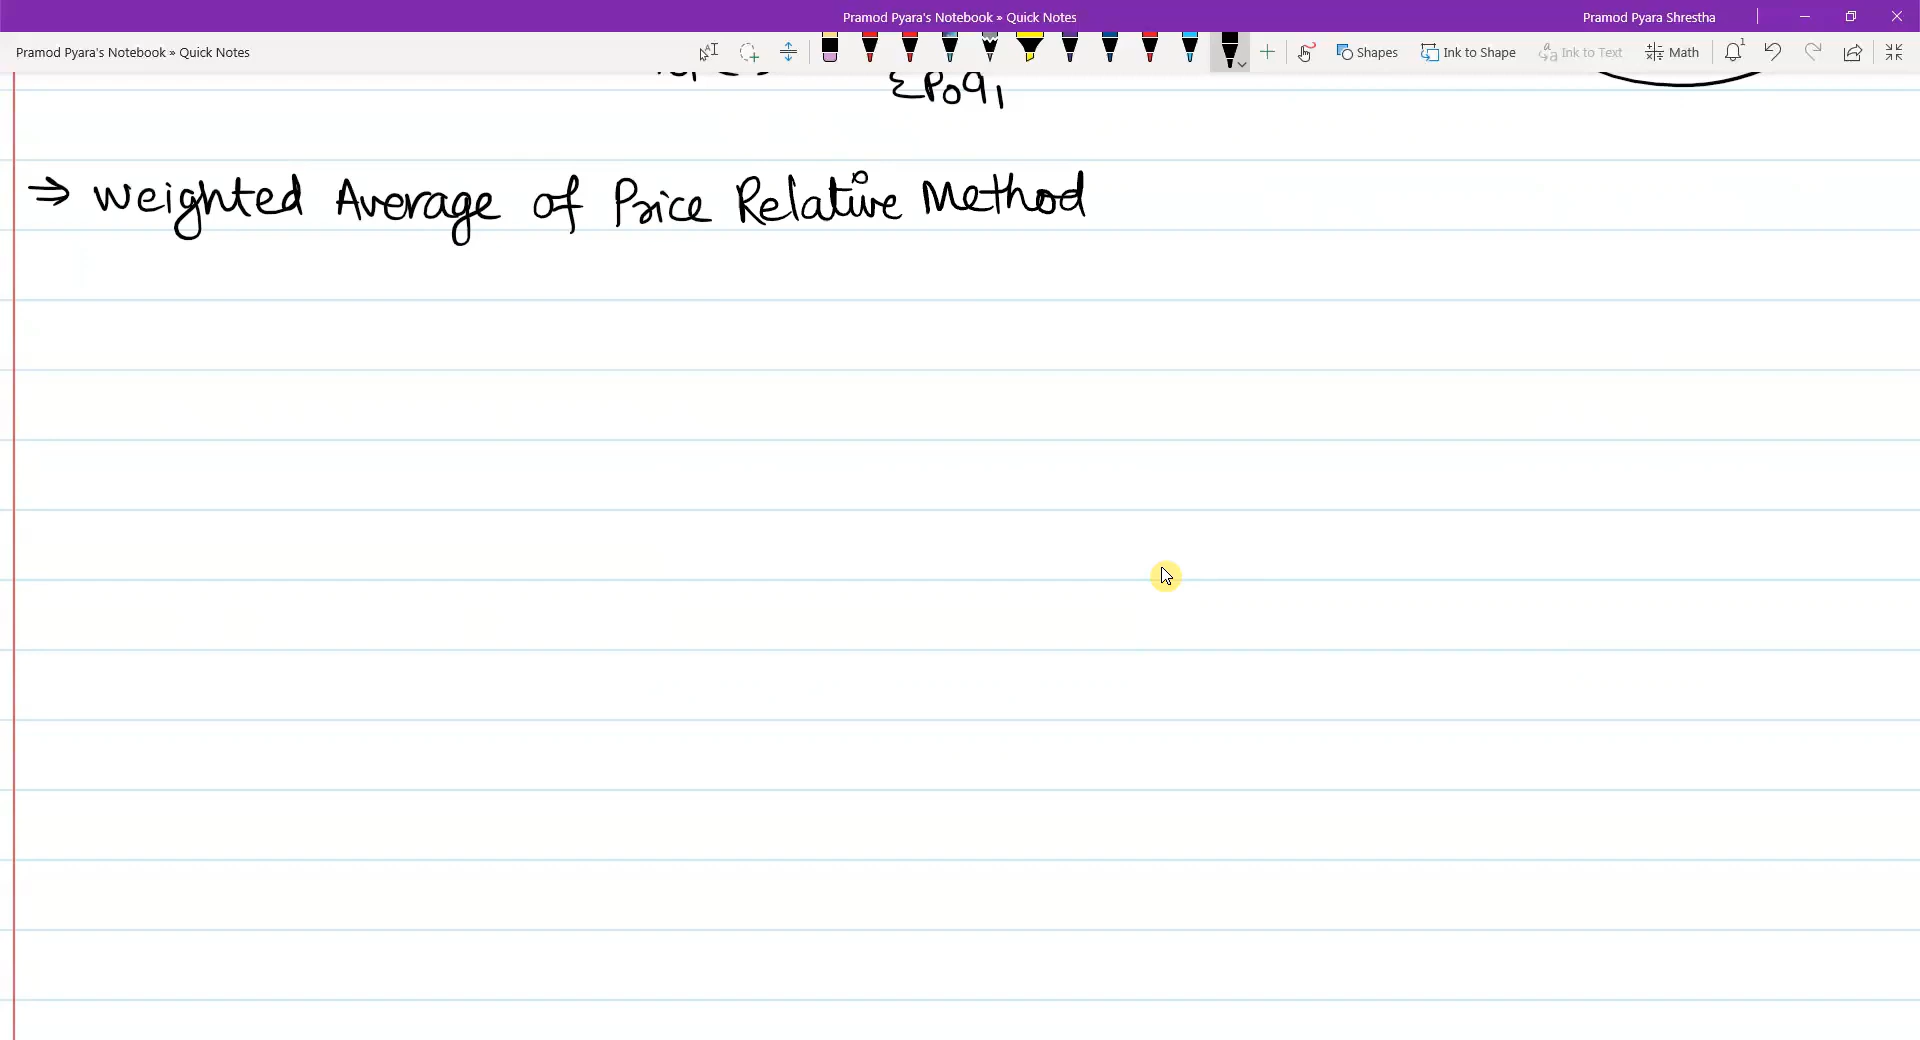 Pramod Pyara's Notebook » Quick Notes
Pramod Pyara Shrestha
Pramod Pyara's Notebook » Quick Notes
Shapes
Ink to Shape
Ink to Text
Math
1
ΣP₀q₁
⇒ Weighted Average of Price Relative Method